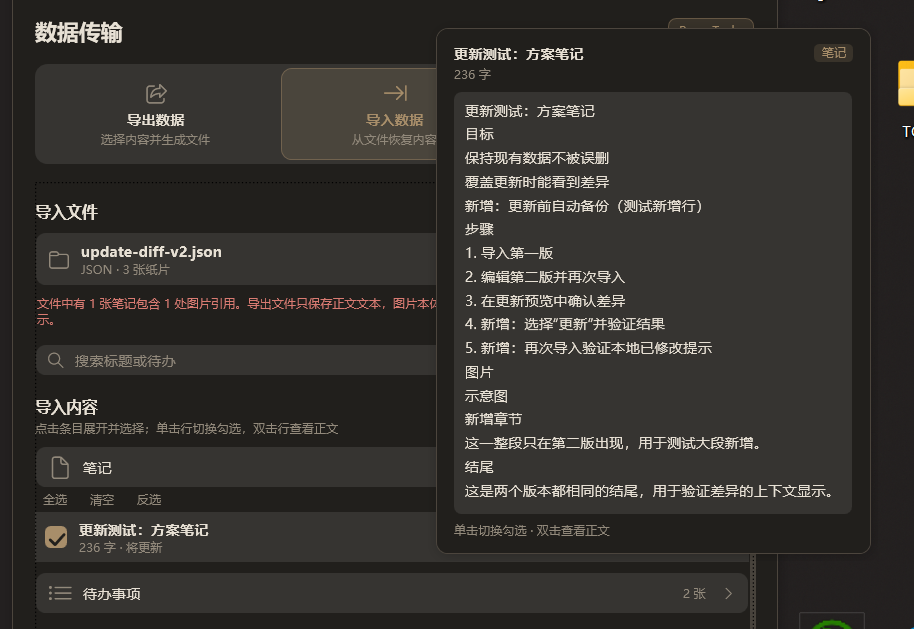 数据传输
导出数据
选择内容并生成文件
导入数据
从文件恢复内容
导入文件
update-diff-v2.json
JSON · 3 张纸片
文件中有 1 张笔记包含 1 处图片引用。导出文件只保存正文文本，图片本
示。
搜索标题或待办
导入内容
点击条目展开并选择；单行切换勾选，双击行查看正文
笔记
全选 清空 反选
更新测试：方案笔记
236 字 · 将更新
待办事项
2 张
更新测试：方案笔记
笔记
236 字
更新测试：方案笔记
目标
保持现有数据不被误删
覆盖更新时能看到差异
新增：更新前自动备份（测试新增行）
步骤
1. 导入第一版
2. 编辑第二版并再次导入
3. 在更新预览中确认差异
4. 新增：选择"更新"并验证结果
5. 新增：再次导入验证本地已修改提示
图片
示意图
新增章节
这一整段只在第二版出现，用于测试大段新增。
结尾
这是两个版本都相同的结尾，用于验证差异的上下文显示。
单击切换勾选 · 双击查看正文